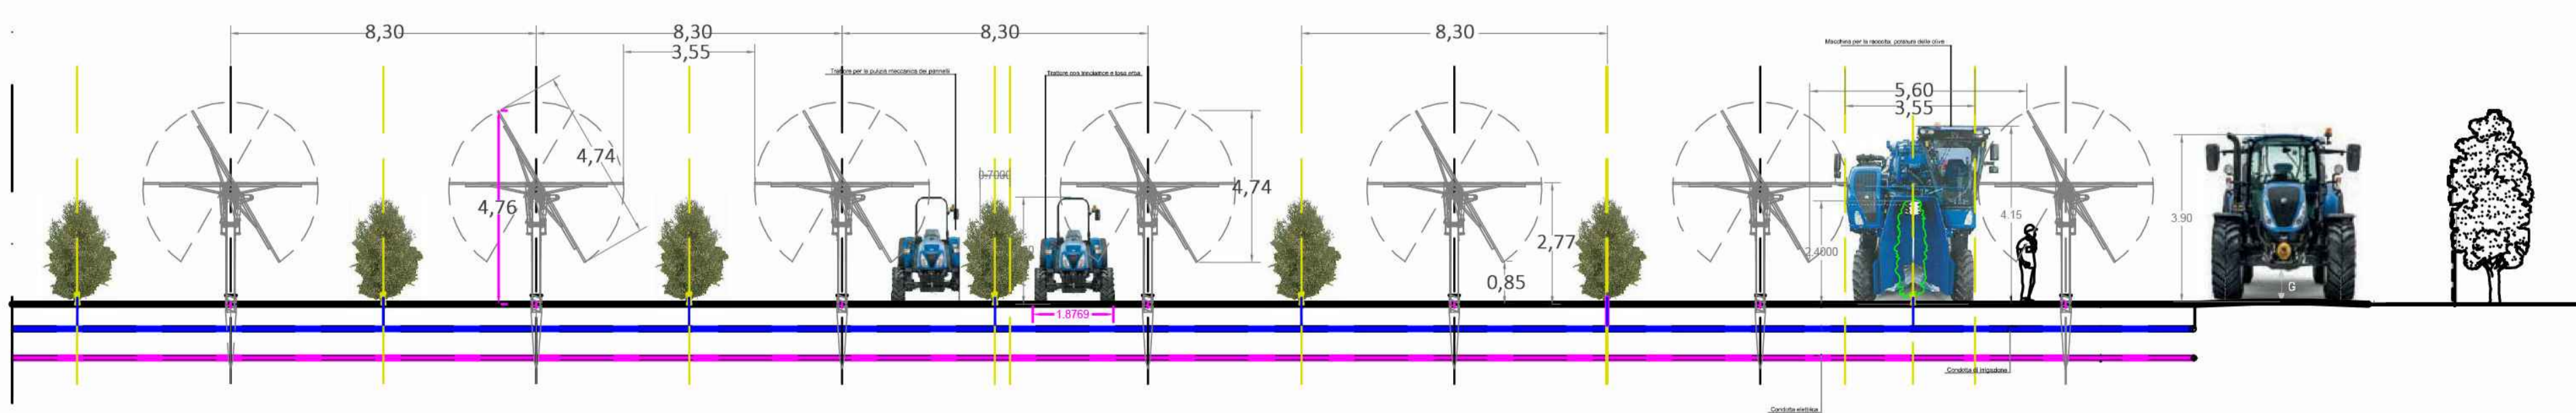 8,30
8,30
8,30
8,30
3,55
Trattore per la pulizia meccanica dei pannelli
Trattore con trinciatrice e tosa erba
Macchina per la raccolta, potatura delle olive
5,60
3,55
4,74
4,76
0.7000
4,74
2,77
0,85
2.4000
4.15
3.90
G
1.8769
Condotta di irrigazione
Condotta elettrica